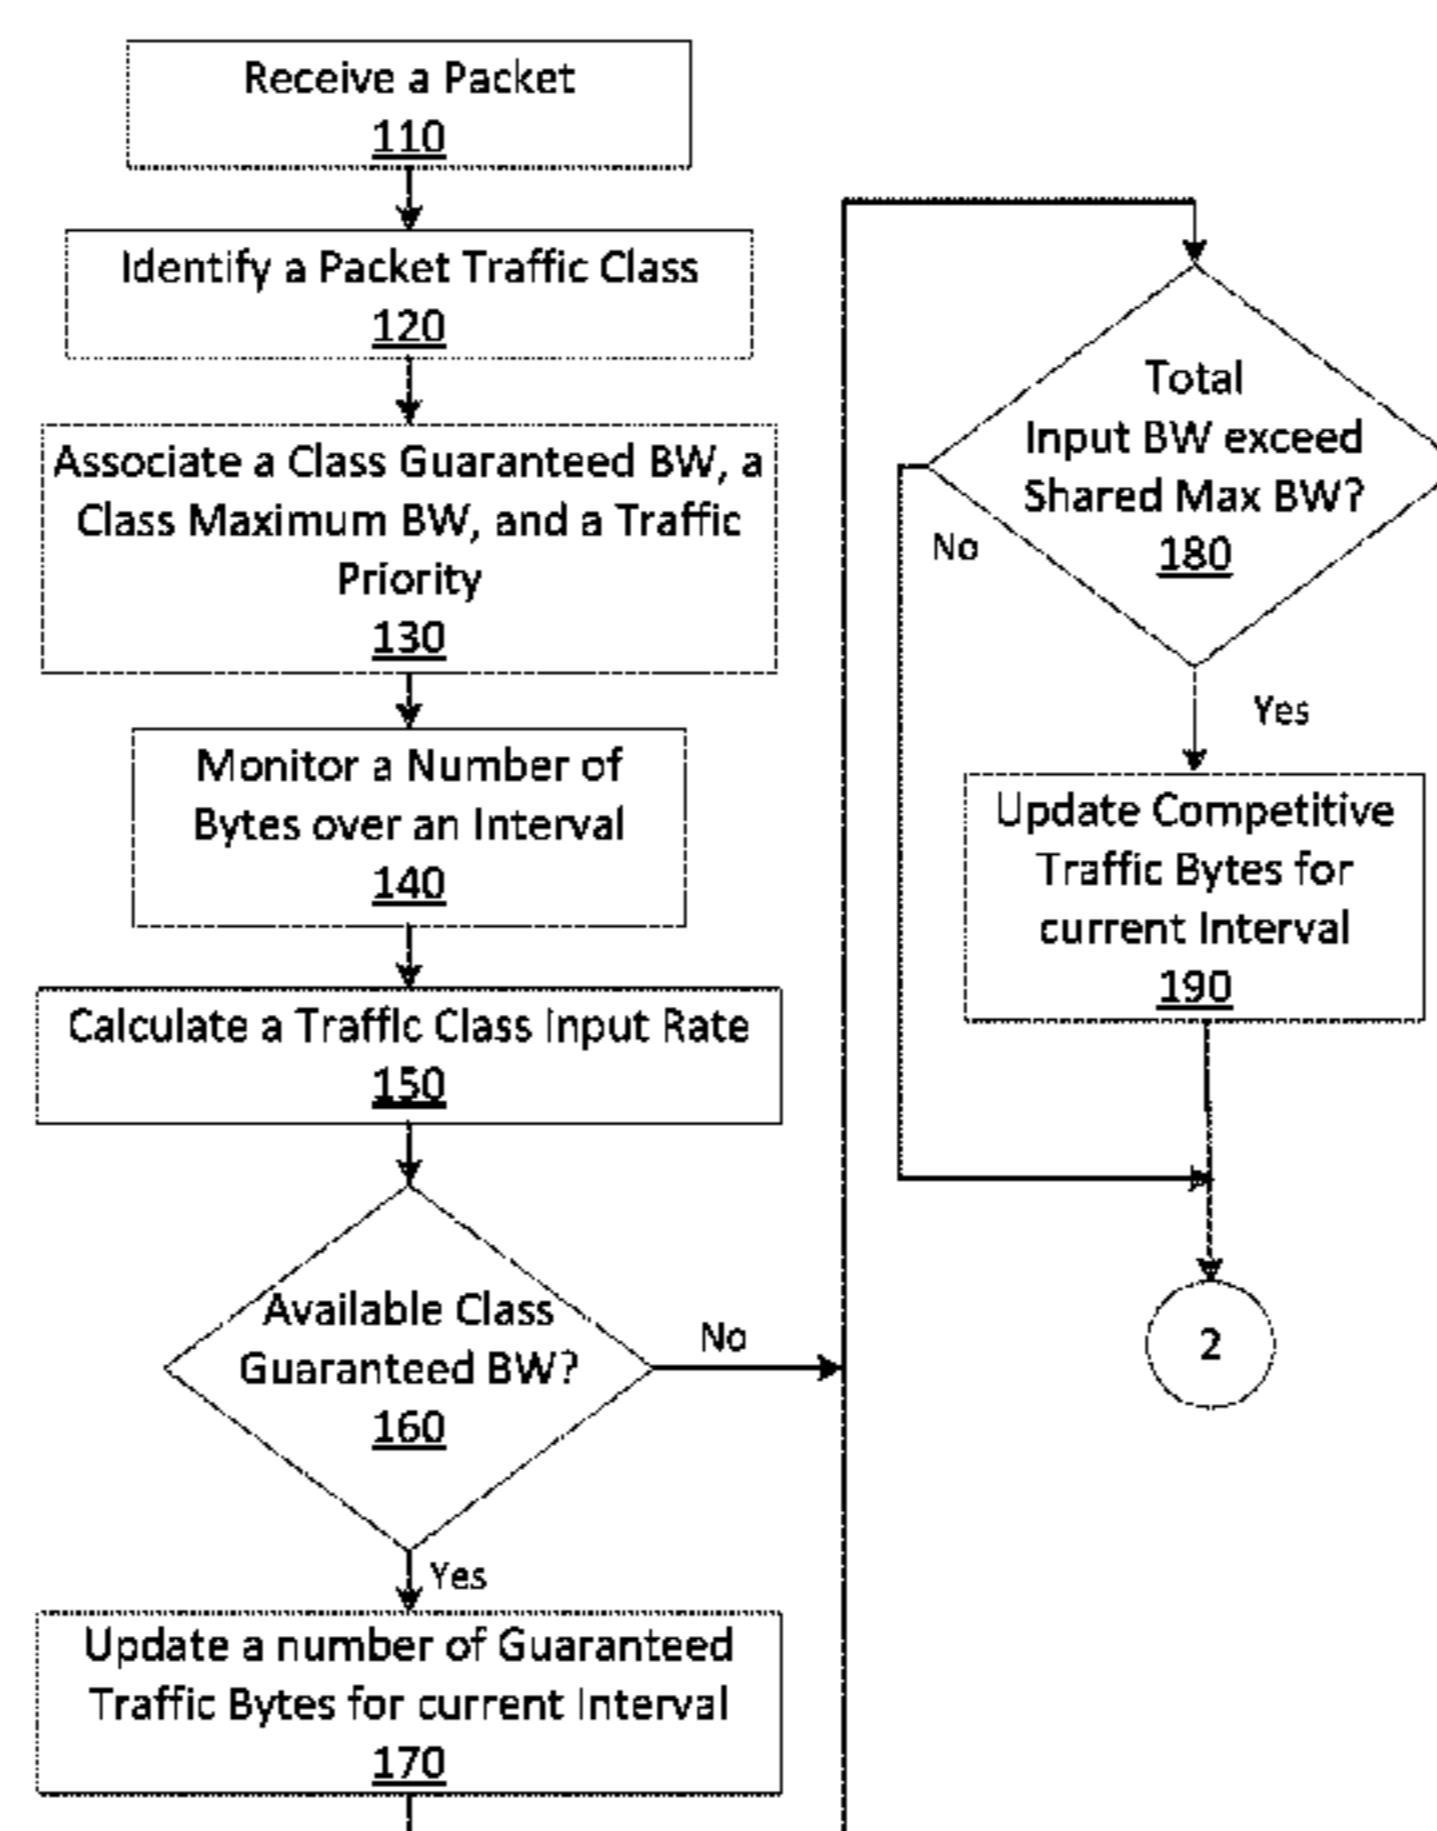 Receive a Packet
110
Identify a Packet Traffic Class
120
Associate a Class Guaranteed BW, a
Class Maximum BW, and a Traffic
Priority
130
Monitor a Number of
Bytes over an Interval
140
Calculate a Traffic Class Input Rate
150
Available Class
Guaranteed BW?
160
No
Yes
Update a number of Guaranteed
Traffic Bytes for current Interval
170
Total
Input BW exceed
Shared Max BW?
180
No
Yes
Update Competitive
Traffic Bytes for
current Interval
190
2